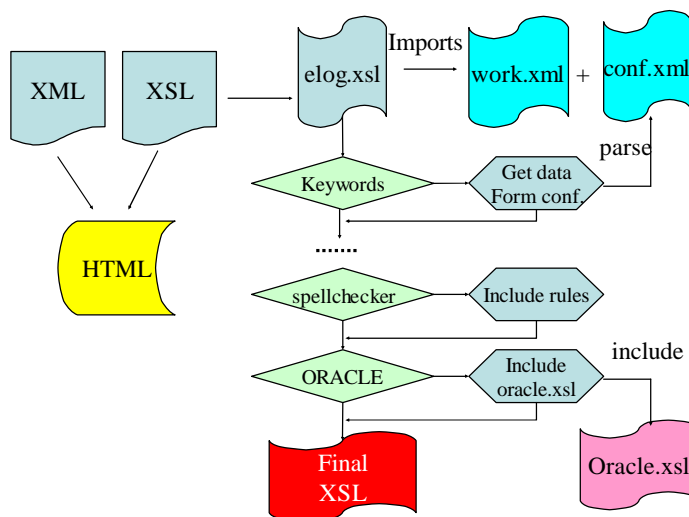 Imports
XML
XSL
elog.xsl
work.xml
+
conf.xml
parse
Keywords
Get data
Form conf.
.......
HTML
spellchecker
Include rules
include
ORACLE
Include
oracle.xsl
Final
XSL
Oracle.xsl